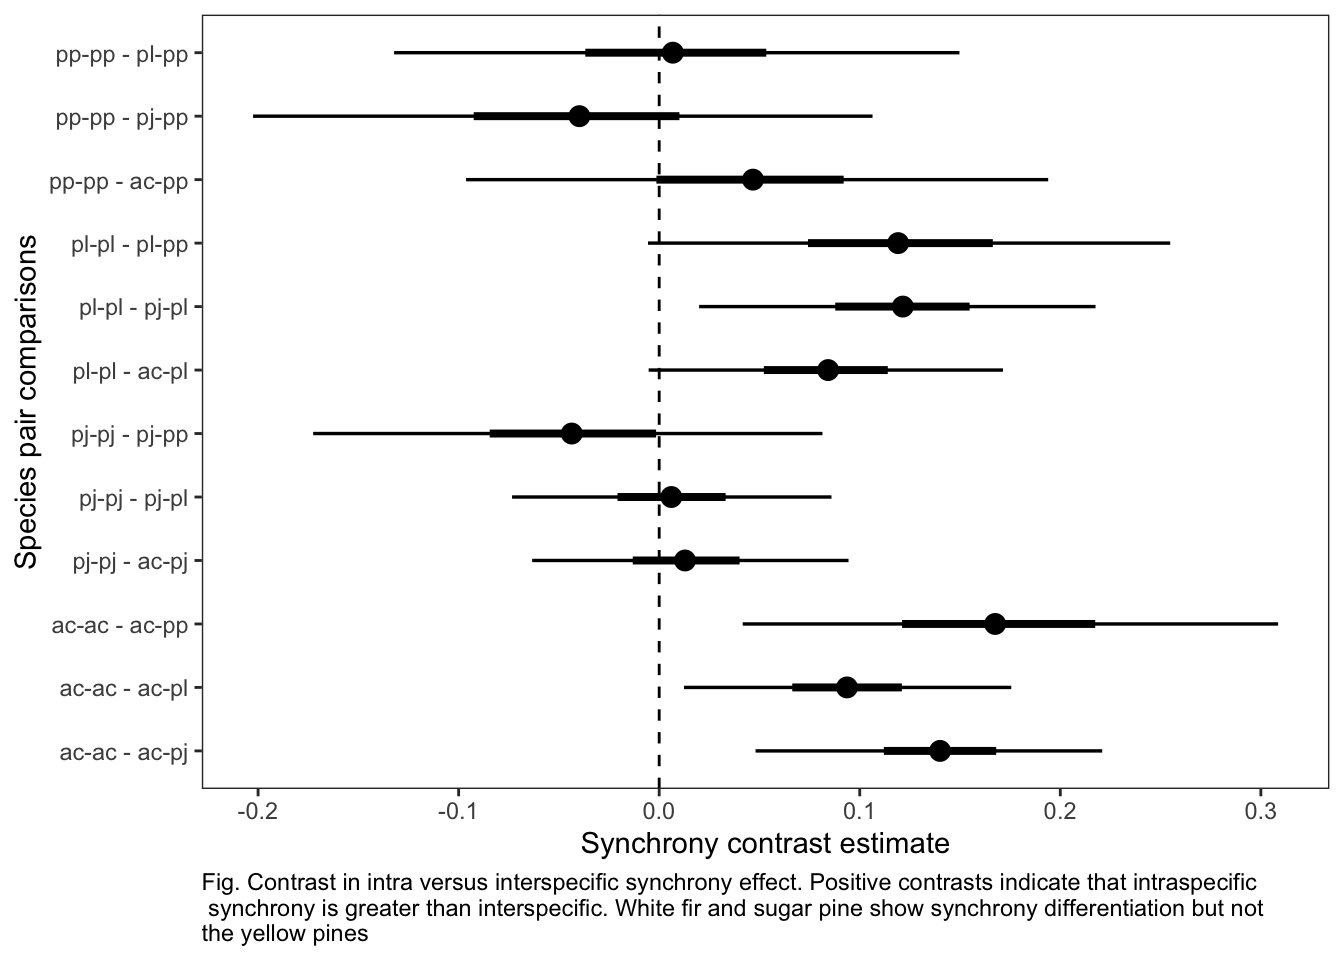 pp-pp - pl-pp
pp-pp - pj-pp
pp-pp - ac-pp
pl-pl - pl-pp
pl-pl - pj-pl
pl-pl - ac-pl
pj-pj - pj-pp
pj-pj - pj-pl
pj-pj - ac-pj
ac-ac - ac-pp
ac-ac - ac-pl
ac-ac - ac-pj
Species pair comparisons
-0.2
-0.1
0.0
0.1
0.2
0.3
Synchrony contrast estimate
Fig. Contrast in intra versus interspecific synchrony effect. Positive contrasts indicate that intraspecific
synchrony is greater than interspecific. White fir and sugar pine show synchrony differentiation but not
the yellow pines